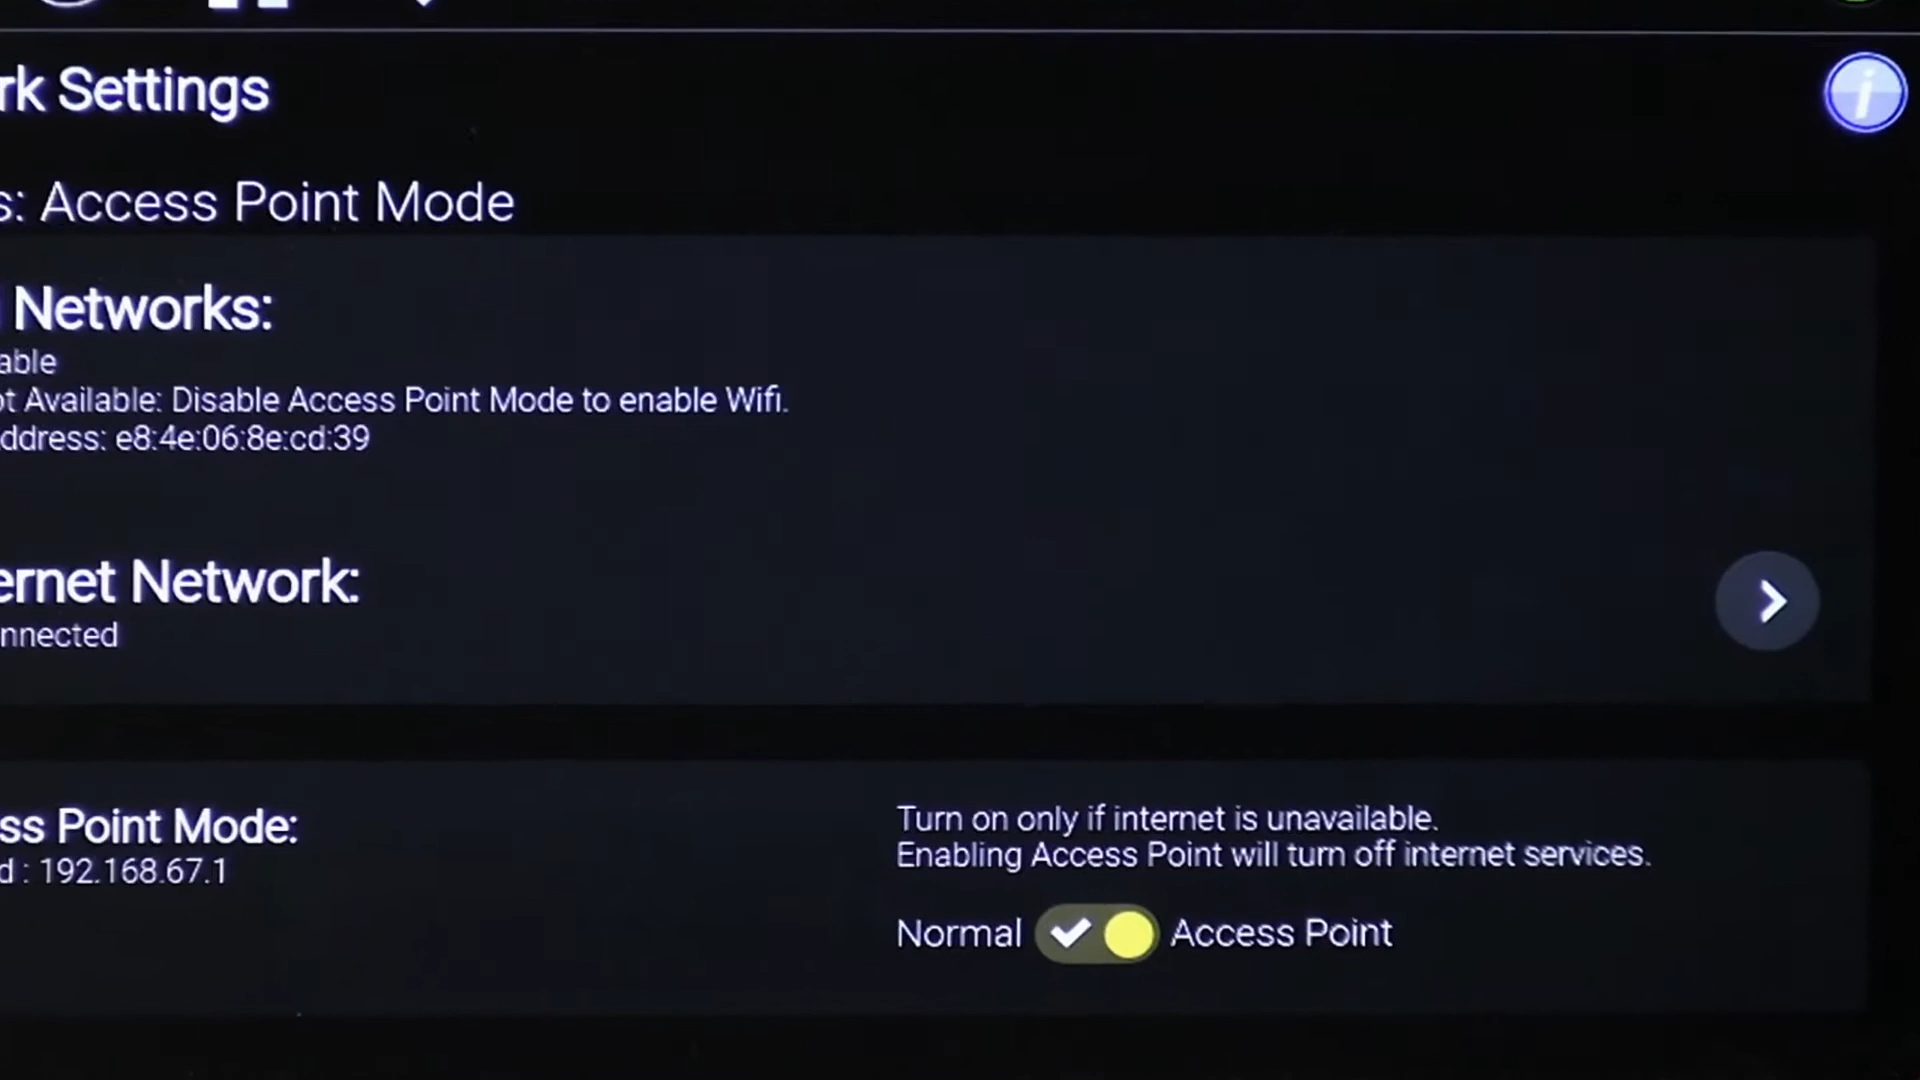 rk Settings
s: Access Point Mode
Networks:
able
ot Available: Disable Access Point Mode to enable Wifi.
ddress: e8:4e:06:8e:cd:39
ernet Network:
nnected
ss Point Mode:
d : 192.168.67.1
Turn on only if internet is unavailable.
Enabling Access Point will turn off internet services.
Normal Access Point